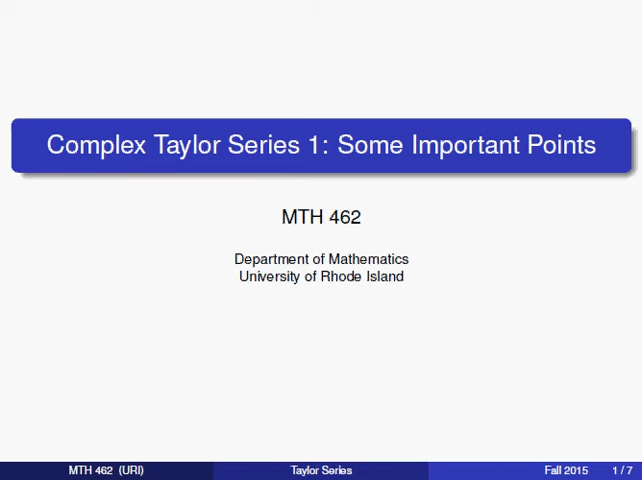 Complex Taylor Series 1: Some Important Points
MTH 462
Department of Mathematics
University of Rhode Island
MTH 462 (URI) Taylor Series Fall 2015 1 / 7